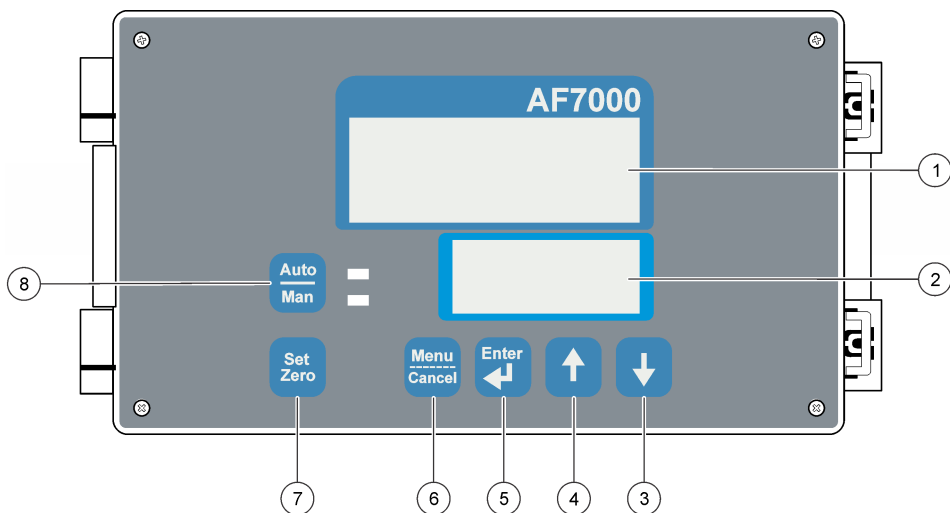 AF7000
1
2
8
Auto
Man
Set
Zero
Menu
Cancel
Enter
7
6
5
4
3